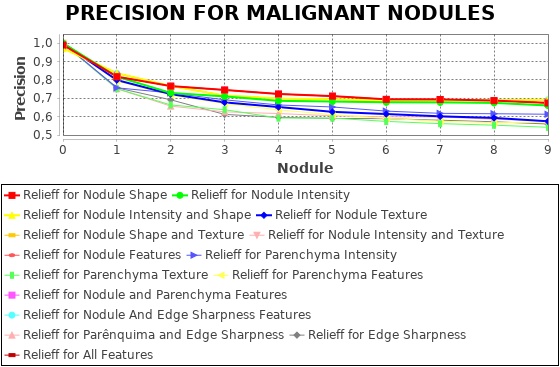 PRECISION FOR MALIGNANT NODULES
1,0
0,9
0,8
0,7
0,6
0,5
Precision
0 1 2 3 4 5 6 7 8 9
Nodule
Relieff for Nodule Shape Relieff for Nodule Intensity
Relieff for Nodule Intensity and Shape Relieff for Nodule Texture
Relieff for Nodule Shape and Texture Relieff for Nodule Intensity and Texture
Relieff for Nodule Features Relieff for Parenchyma Intensity
Relieff for Parenchyma Texture Relieff for Parenchyma Features
Relieff for Nodule and Parenchyma Features
Relieff for Nodule And Edge Sharpness Features
Relieff for Parênquima and Edge Sharpness Relieff for Edge Sharpness
Relieff for All Features